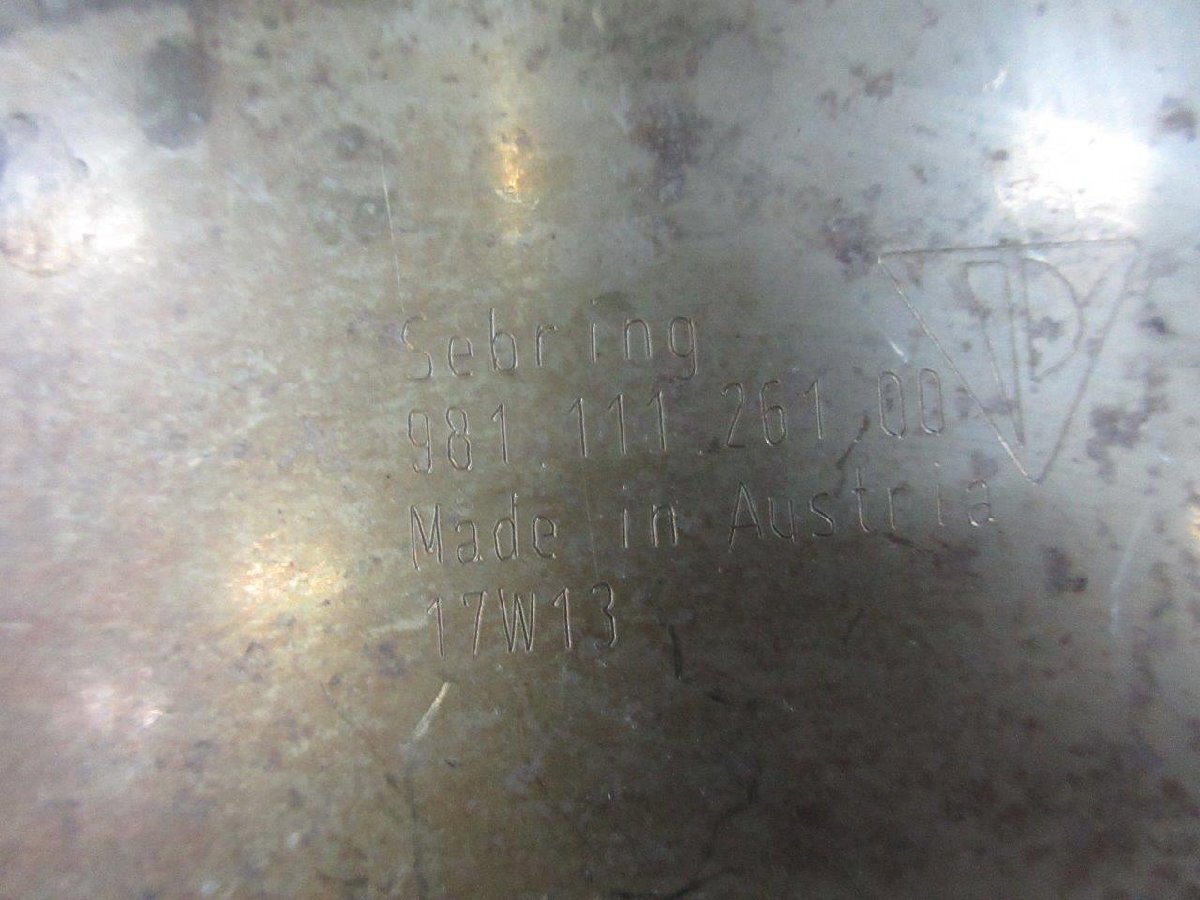 Sebring
981.111.261.00
Made in Austria
17W13